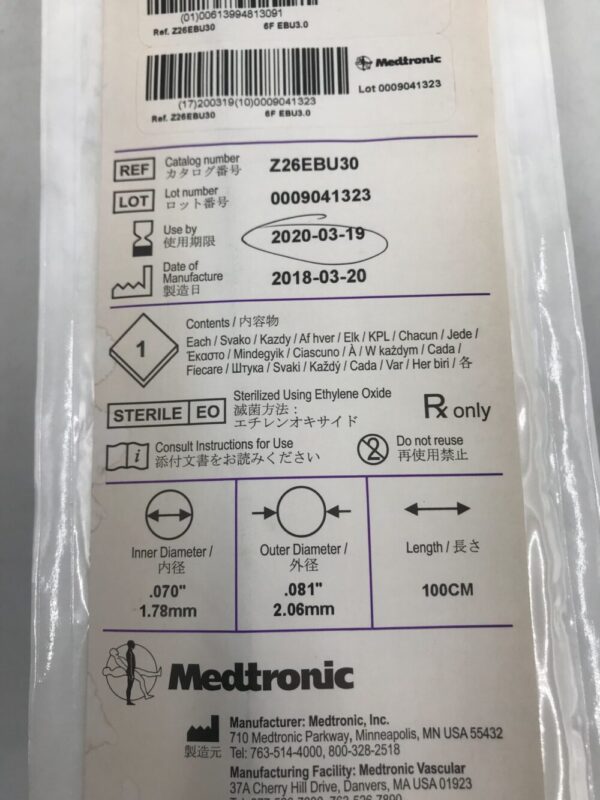 (01)00613994813091
Ref. Z26EBU30 6F EBU3.0
Medtronic
Lot 0009041323
(17)200319(10)0009041323
Ref. Z26EBU30 6F EBU3.0
REF Catalog number Z26EBU30
カタログ番号
LOT Lot number 0009041323
ロット番号
Use by 2020-03-19
使用期限
Date of
Manufacture 2018-03-20
製造日
Contents / 内容物
1
Each / Svako / Kazdy / Af hver / Elk / KPL / Chacun / Jede /
Έκαστο / Mindegyik / Ciascuno / À / W każdym / Cada /
Fiecare / Штука / Svaki / Každý / Cada / Var / Her biri / 各
STERILE EO Sterilized Using Ethylene Oxide
滅菌方法：
エチレンオキサイド
Rx only
i Consult Instructions for Use
添付文書をお読みください
2 Do not reuse
再使用禁止
Inner Diameter /
内径
.070"
1.78mm
Outer Diameter /
外径
.081"
2.06mm
Length / 長さ
100CM
Medtronic
製造元
Manufacturer: Medtronic, Inc.
710 Medtronic Parkway, Minneapolis, MN USA 55432
Tel: 763-514-4000, 800-328-2518
Manufacturing Facility: Medtronic Vascular
37A Cherry Hill Drive, Danvers, MA USA 01923